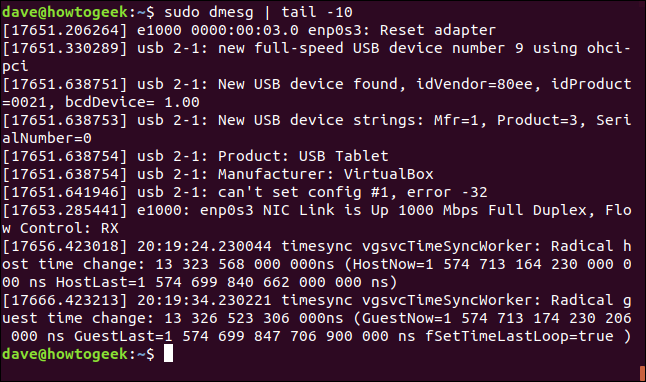 dave@howtogeek:~$ sudo dmesg | tail -10
[17651.206264] e1000 0000:00:03.0 enp0s3: Reset adapter
[17651.330289] usb 2-1: new full-speed USB device number 9 using ohci-
pci
[17651.638751] usb 2-1: New USB device found, idVendor=80ee, idProduct
=0021, bcdDevice= 1.00
[17651.638753] usb 2-1: New USB device strings: Mfr=1, Product=3, Seri
alNumber=0
[17651.638754] usb 2-1: Product: USB Tablet
[17651.638754] usb 2-1: Manufacturer: VirtualBox
[17651.641946] usb 2-1: can't set config #1, error -32
[17653.285441] e1000: enp0s3 NIC Link is Up 1000 Mbps Full Duplex, Flo
w Control: RX
[17656.423018] 20:19:24.230044 timesync vgsvcTimeSyncWorker: Radical h
ost time change: 13 323 568 000 000ns (HostNow=1 574 713 164 230 000 0
00 ns HostLast=1 574 699 840 662 000 000 ns)
[17666.423213] 20:19:34.230221 timesync vgsvcTimeSyncWorker: Radical g
uest time change: 13 326 523 306 000ns (GuestNow=1 574 713 174 230 206
 000 ns GuestLast=1 574 699 847 706 900 000 ns fSetTimeLastLoop=true )
dave@howtogeek:~$